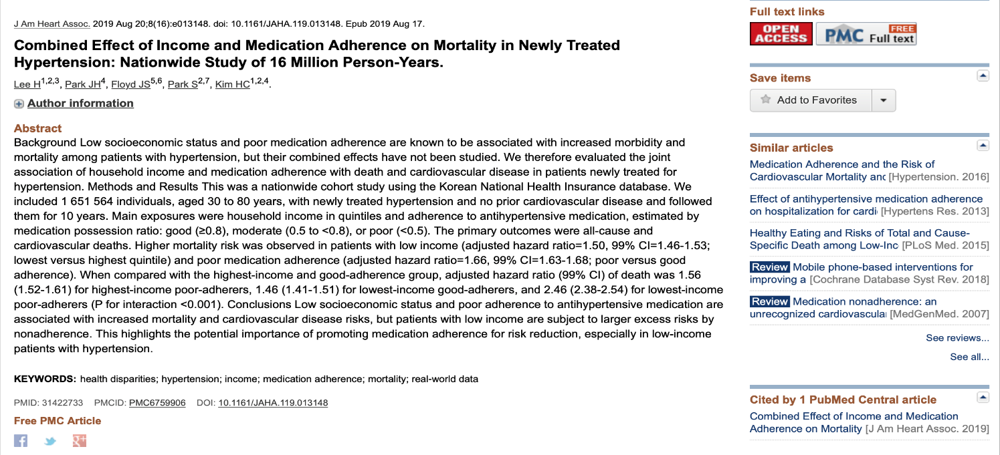 J Am Heart Assoc. 2019 Aug 20;8(16):e013148. doi: 10.1161/JAHA.119.013148. Epub 2019 Aug 17.
Combined Effect of Income and Medication Adherence on Mortality in Newly Treated
Hypertension: Nationwide Study of 16 Million Person-Years.
Lee H1,2,3, Park JH4, Floyd JS5,6, Park S2,7, Kim HC1,2,4.
Author information
Abstract
Background Low socioeconomic status and poor medication adherence are known to be associated with increased morbidity and
mortality among patients with hypertension, but their combined effects have not been studied. We therefore evaluated the joint
association of household income and medication adherence with death and cardiovascular disease in patients newly treated for
hypertension. Methods and Results This was a nationwide cohort study using the Korean National Health Insurance database. We
included 1 651 564 individuals, aged 30 to 80 years, with newly treated hypertension and no prior cardiovascular disease and followed
them for 10 years. Main exposures were household income in quintiles and adherence to antihypertensive medication, estimated by
medication possession ratio: good (≥0.8), moderate (0.5 to <0.8), or poor (<0.5). The primary outcomes were all-cause and
cardiovascular deaths. Higher mortality risk was observed in patients with low income (adjusted hazard ratio=1.50, 99% CI=1.46-1.53;
lowest versus highest quintile) and poor medication adherence (adjusted hazard ratio=1.66, 99% CI=1.63-1.68; poor versus good
adherence). When compared with the highest-income and good-adherence group, adjusted hazard ratio (99% CI) of death was 1.56
(1.52-1.61) for highest-income poor-adherers, 1.46 (1.41-1.51) for lowest-income good-adherers, and 2.46 (2.38-2.54) for lowest-income
poor-adherers (P for interaction <0.001). Conclusions Low socioeconomic status and poor adherence to antihypertensive medication are
associated with increased mortality and cardiovascular disease risks, but patients with low income are subject to larger excess risks by
nonadherence. This highlights the potential importance of promoting medication adherence for risk reduction, especially in low-income
patients with hypertension.
KEYWORDS: health disparities; hypertension; income; medication adherence; mortality; real-world data
PMID: 31422733 PMCID: PMC6759906 DOI: 10.1161/JAHA.119.013148
Free PMC Article
f
g+
Full text links
OPEN
ACCESS
PMC FREE
Full text
Save items
Add to Favorites
Similar articles
Medication Adherence and the Risk of
Cardiovascular Mortality and [Hypertension. 2016]
Effect of antihypertensive medication adherence
on hospitalization for cardi [Hypertens Res. 2013]
Healthy Eating and Risks of Total and Cause-
Specific Death among Low-Inc [PLoS Med. 2015]
Review Mobile phone-based interventions for
improving a [Cochrane Database Syst Rev. 2018]
Review Medication nonadherence: an
unrecognized cardiovascula [MedGenMed. 2007]
See reviews...
See all...
Cited by 1 PubMed Central article
Combined Effect of Income and Medication
Adherence on Mortality [J Am Heart Assoc. 2019]